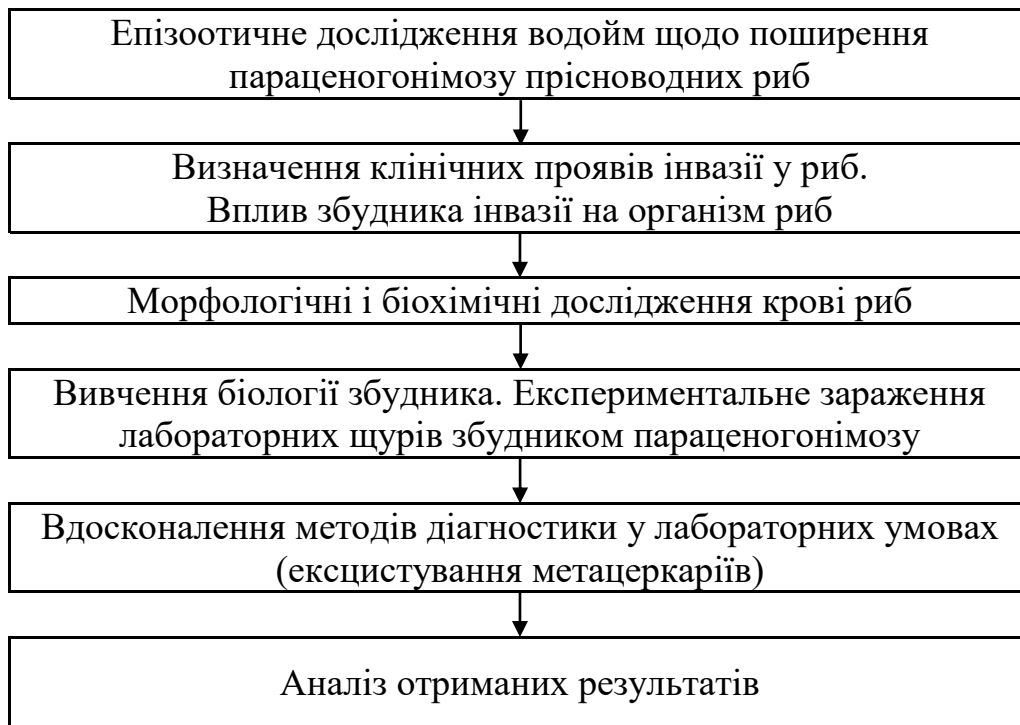 Епізоотичне дослідження водойм щодо поширення
параценогонімозу прісноводних риб
Визначення клінічних проявів інвазії у риб.
Вплив збудника інвазії на організм риб
Морфологічні і біохімічні дослідження крові риб
Вивчення біології збудника. Експериментальне зараження
лабораторних щурів збудником параценогонімозу
Вдосконалення методів діагностики у лабораторних умовах
(ексцистування метацеркаріїв)
Аналіз отриманих результатів